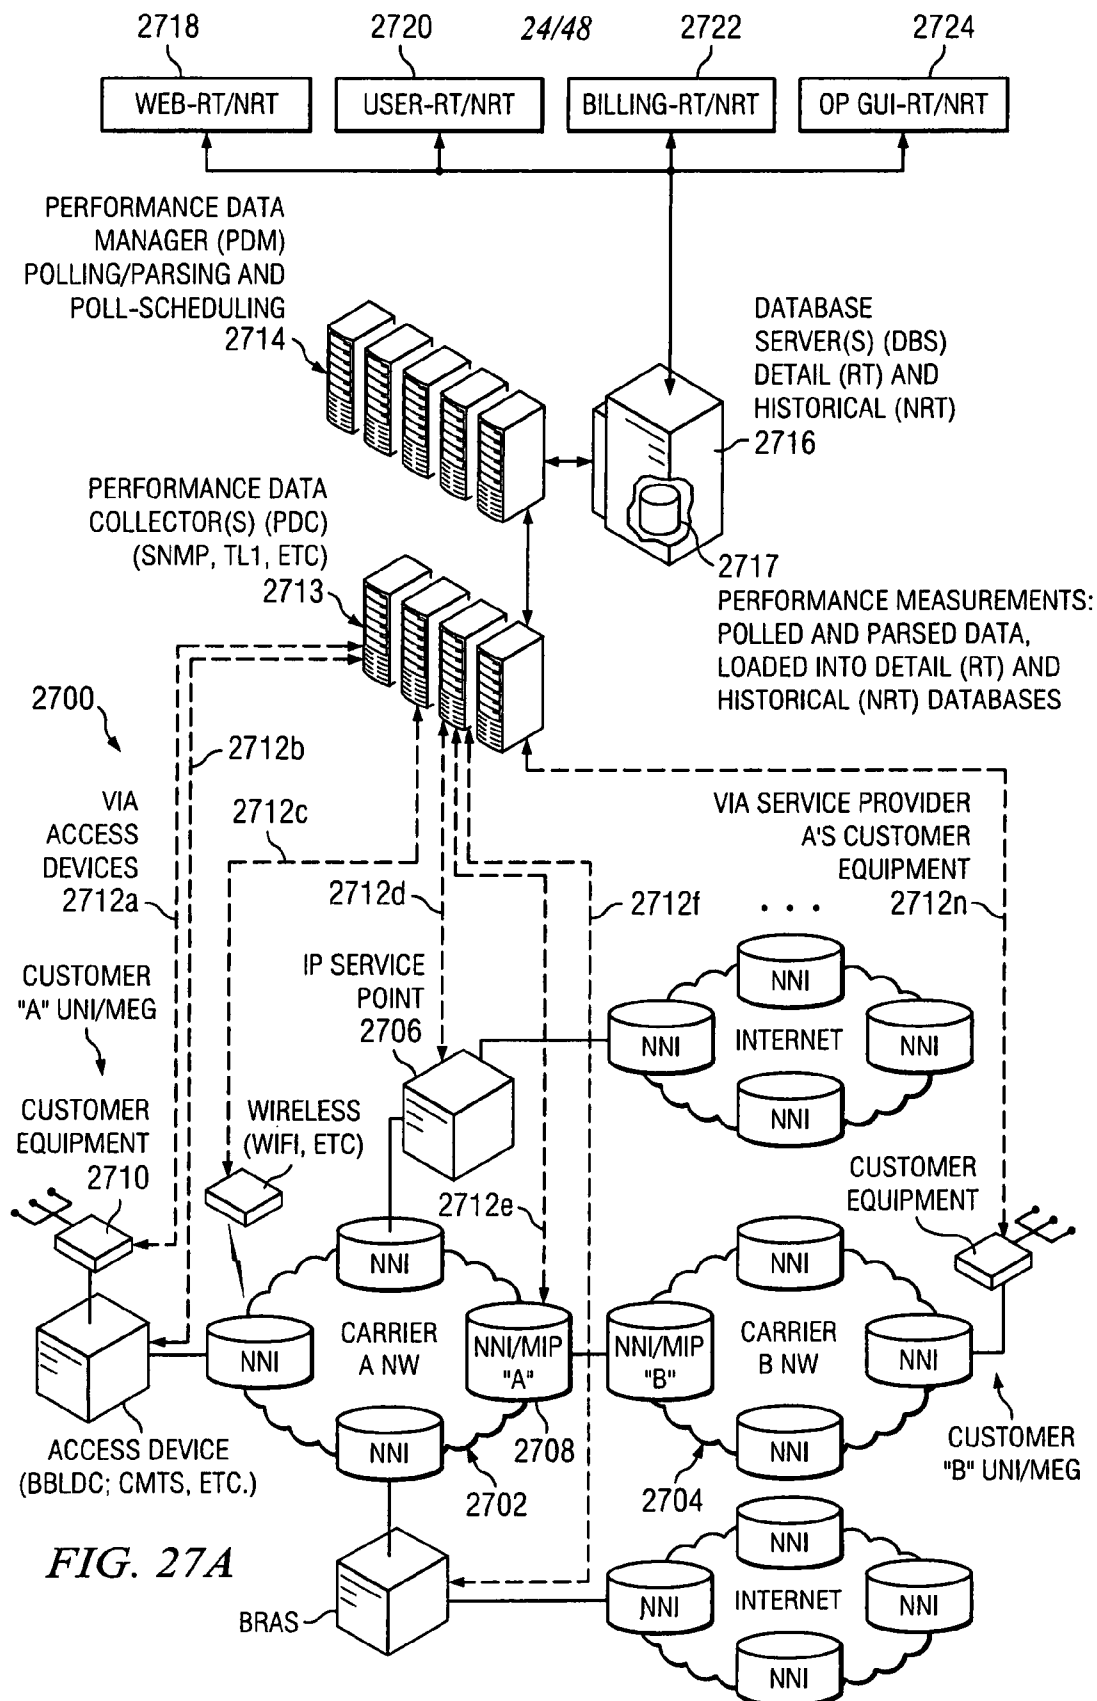 2718
2720
24/48
2722
2724
WEB-RT/NRT
USER-RT/NRT
BILLING-RT/NRT
OP GUI-RT/NRT
PERFORMANCE DATA
MANAGER (PDM)
POLLING/PARSING AND
POLL-SCHEDULING
2714
DATABASE
SERVER(S) (DBS)
DETAIL (RT) AND
HISTORICAL (NRT)
2716
PERFORMANCE DATA
COLLECTOR(S) (PDC)
(SNMP, TL1, ETC)
2713
2717
PERFORMANCE MEASUREMENTS:
POLLED AND PARSED DATA,
LOADED INTO DETAIL (RT) AND
HISTORICAL (NRT) DATABASES
2700
2712b
VIA
ACCESS
DEVICES
2712a
2712c
2712d
2712f
VIA SERVICE PROVIDER
A'S CUSTOMER
EQUIPMENT
2712n
CUSTOMER
"A" UNI/MEG
IP SERVICE
POINT
2706
. . .
NNI
NNI
INTERNET
NNI
NNI
CUSTOMER
EQUIPMENT
2710
WIRELESS
(WIFI, ETC)
2712e
CUSTOMER
EQUIPMENT
NNI
NNI
NNI
CARRIER
A NW
NNI/MIP
"A"
NNI/MIP
"B"
CARRIER
B NW
NNI
NNI
NNI
2708
2702
2704
ACCESS DEVICE
(BBLDC; CMTS, ETC.)
CUSTOMER
"B" UNI/MEG
FIG. 27A
BRAS
NNI
NNI
INTERNET
NNI
NNI